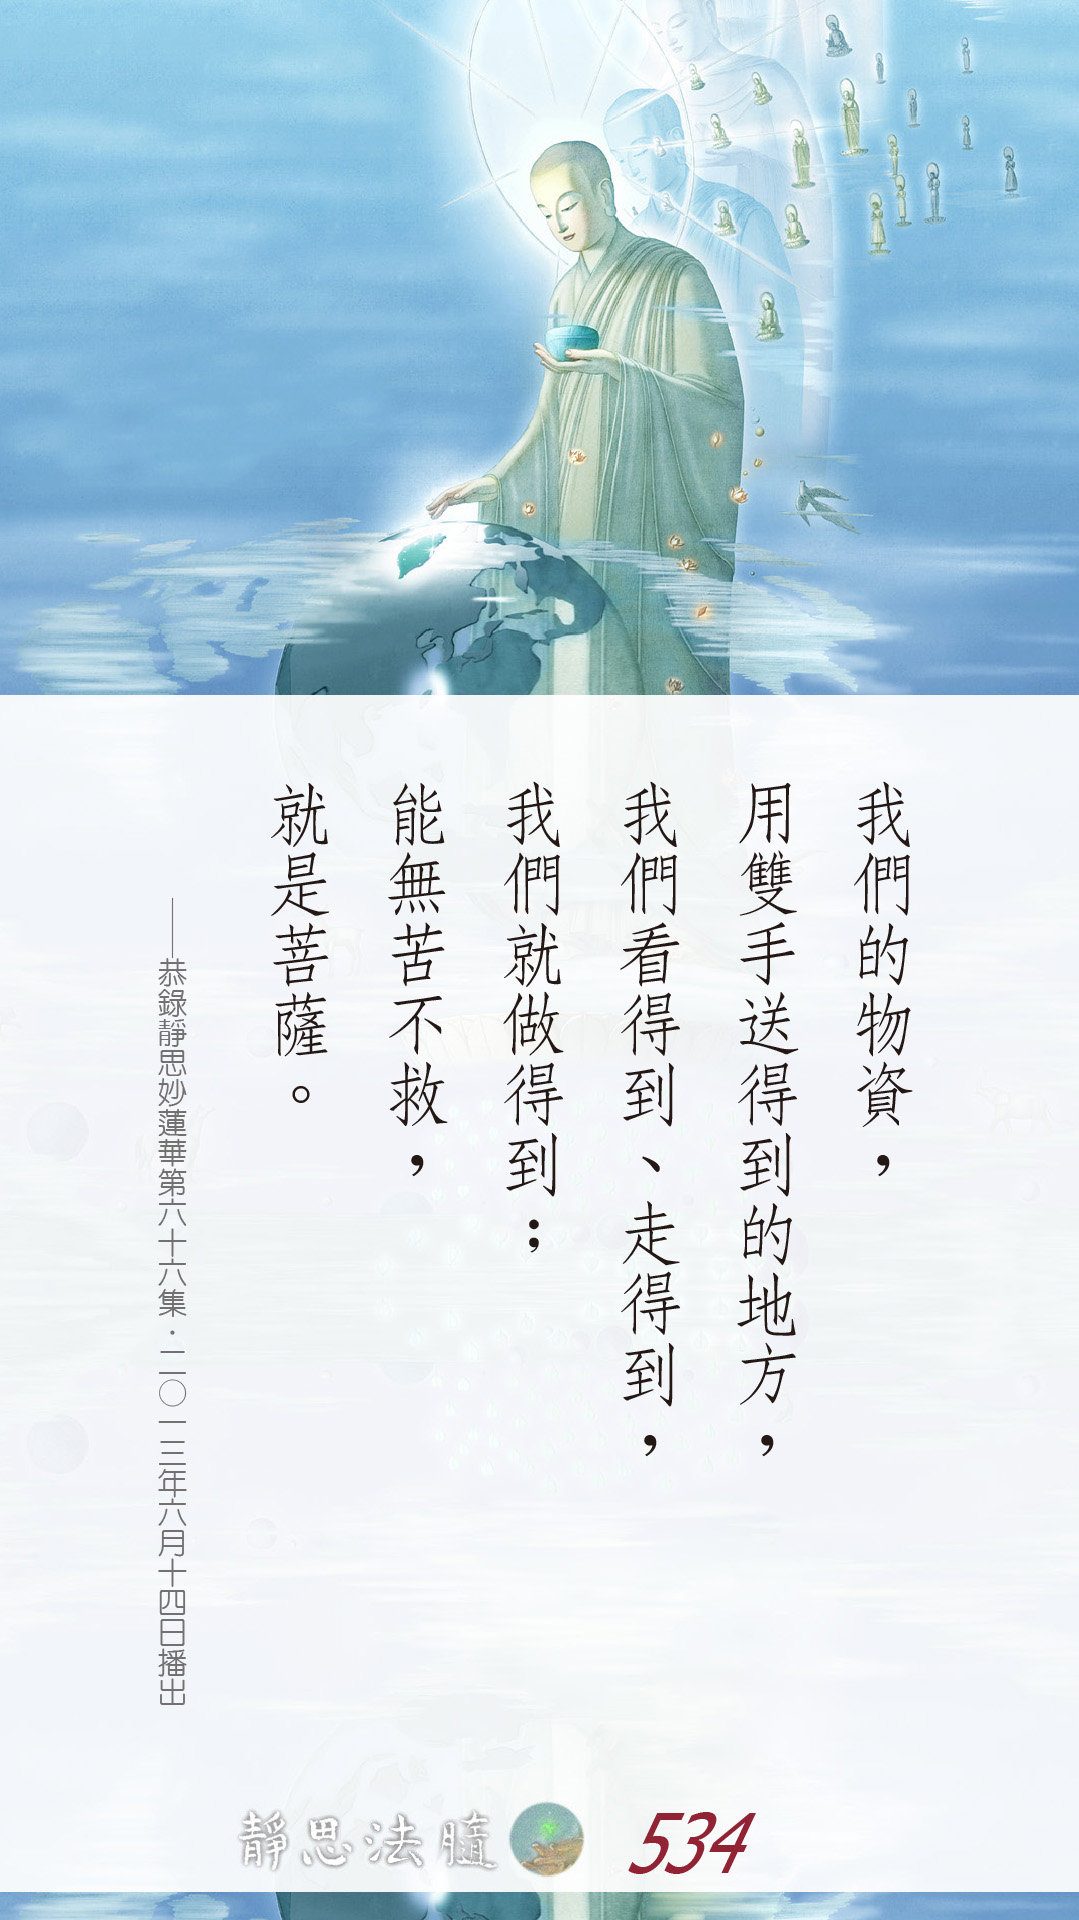 我們的物資，
用雙手送得到的地方，
我們看得到、走得到，
我們就做得到；
能無苦不救，
就是菩薩。
——恭錄靜思妙蓮華第六十六集．二〇一三年六月十四日播出
靜思法髓
534